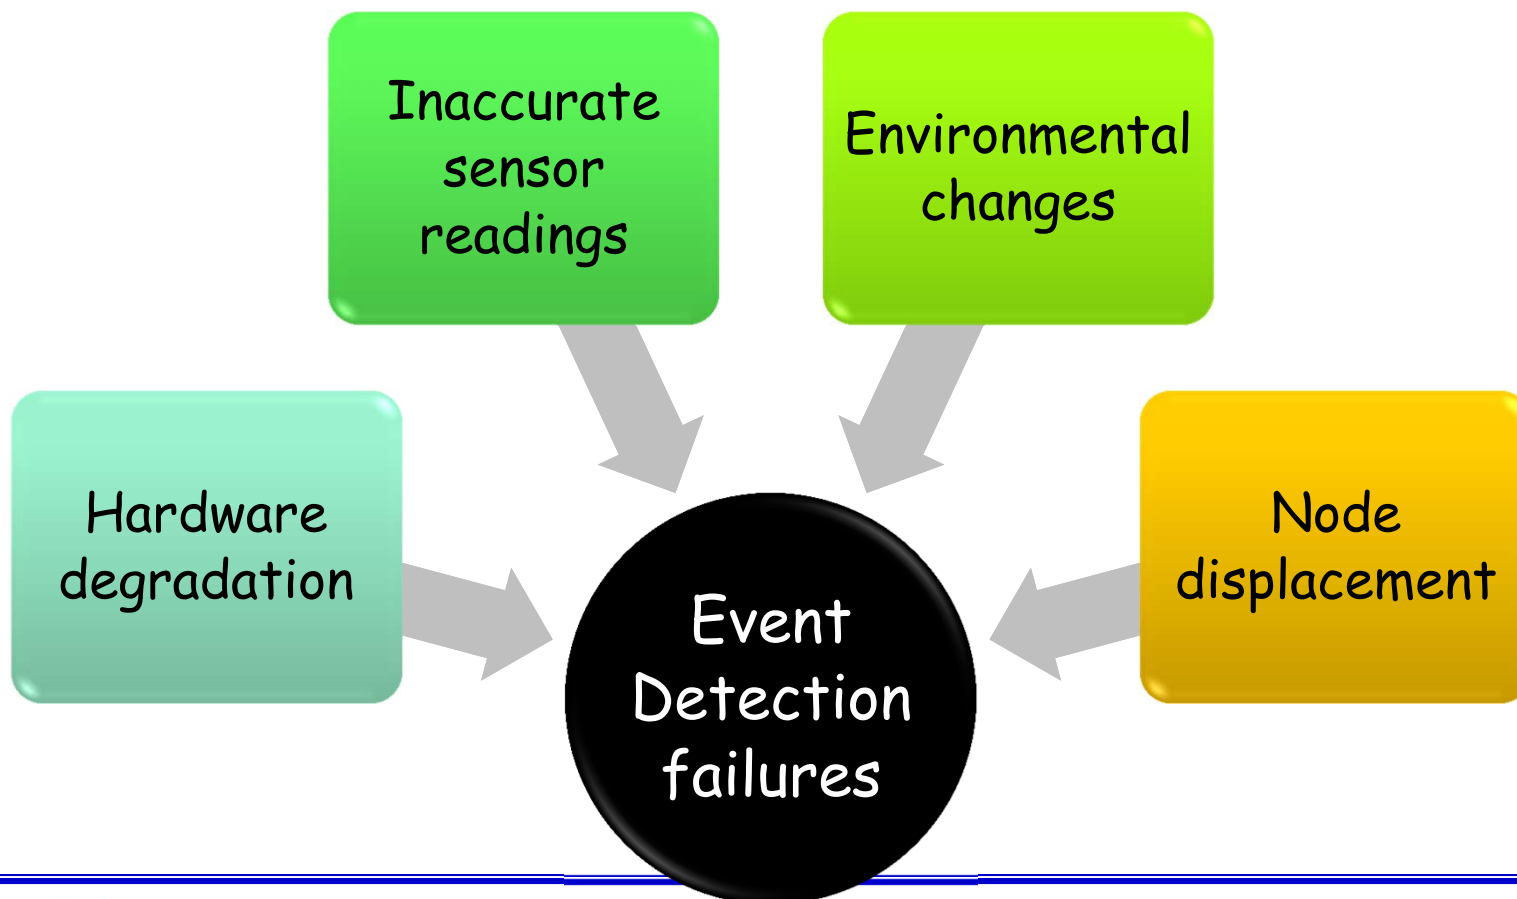 Inaccurate
sensor
readings
Environmental
changes
Hardware
degradation
Node
displacement
Event
Detection
failures